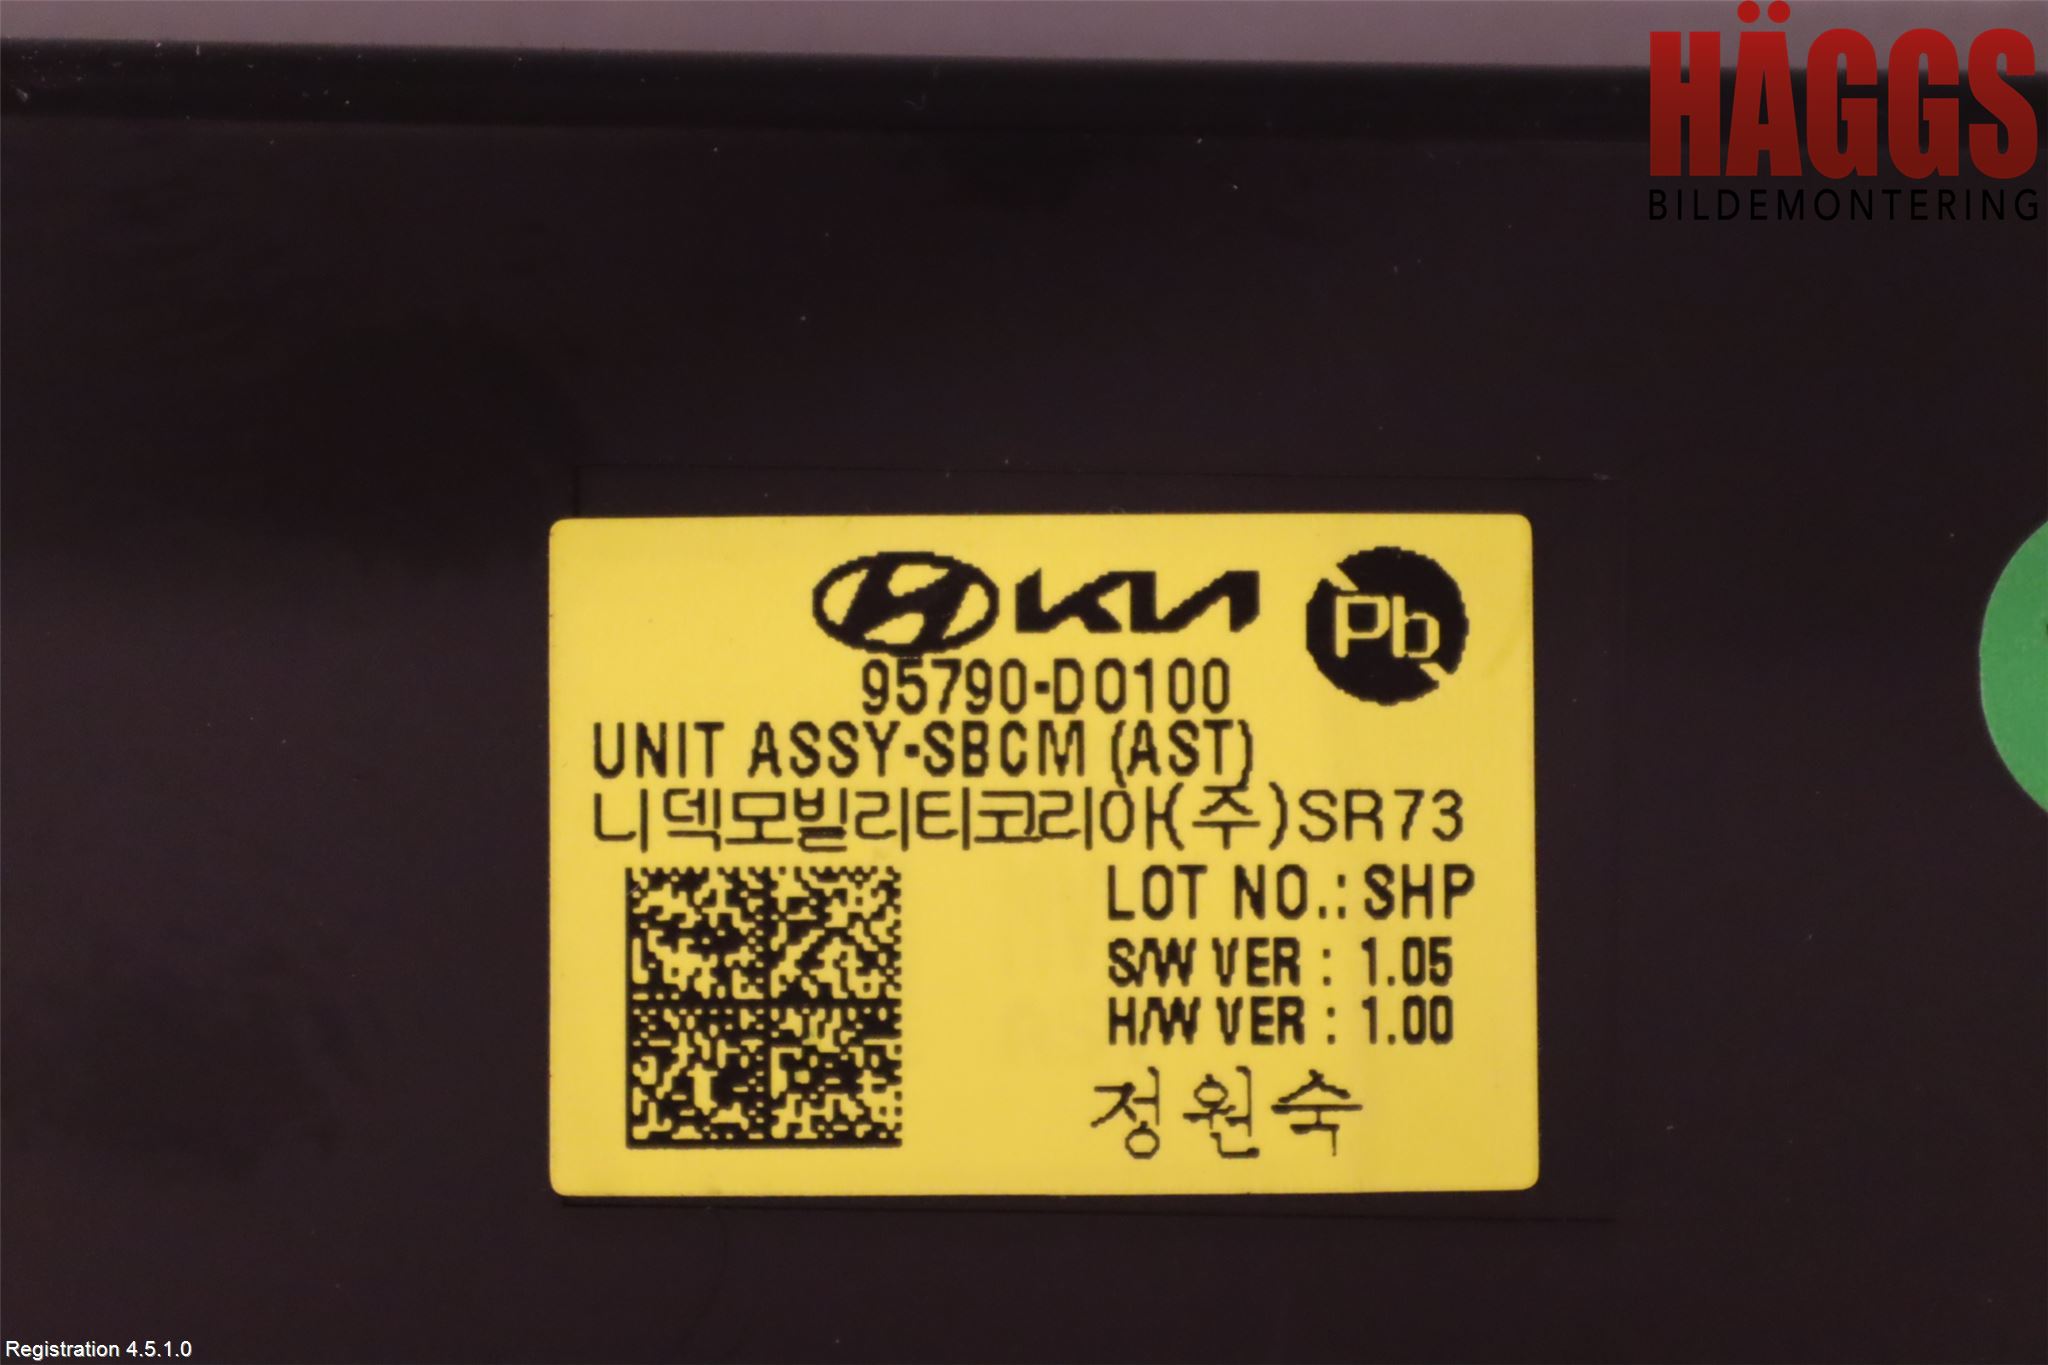 HÄGGS
BILDEMONTERING
KIA
Pb
95790-D0100
UNIT ASSY-SBCM (AST)
니덱모빌리티코리아(주)SR73
LOT NO.: SHP
S/W VER : 1.05
H/W VER : 1.00
정원숙
Registration 4.5.1.0